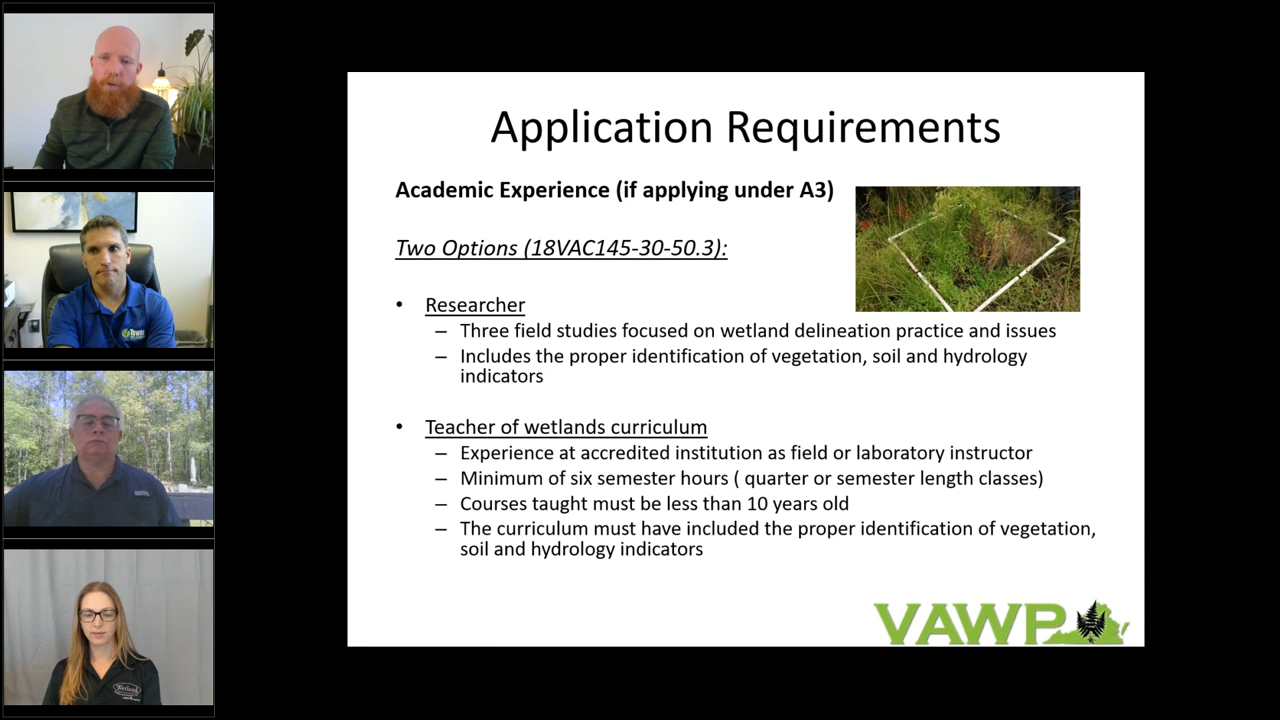 Application Requirements
Academic Experience (if applying under A3)
Two Options (18VAC145-30-50.3):
• Researcher
– Three field studies focused on wetland delineation practice and issues
– Includes the proper identification of vegetation, soil and hydrology
indicators
• Teacher of wetlands curriculum
– Experience at accredited institution as field or laboratory instructor
– Minimum of six semester hours ( quarter or semester length classes)
– Courses taught must be less than 10 years old
– The curriculum must have included the proper identification of vegetation,
soil and hydrology indicators
VAWP